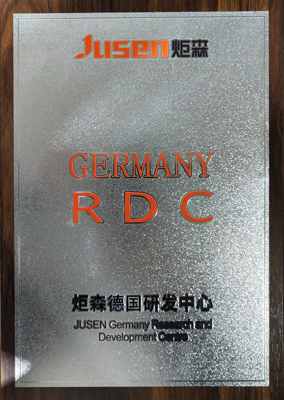 Jusen炬森
GERMANY
RDC
炬森德国研发中心
JUSEN Germany Research and
Development Centre